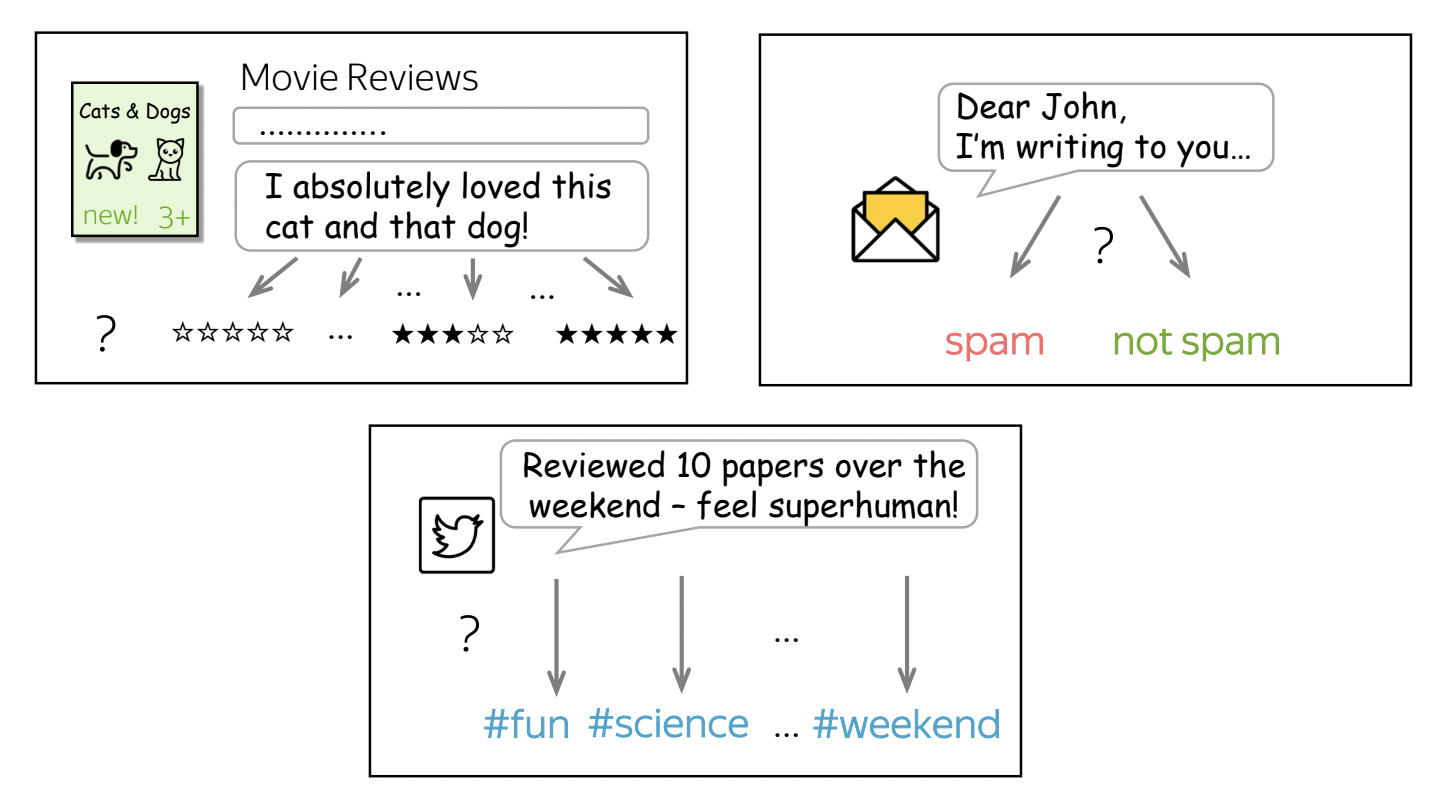 Movie Reviews
Cats & Dogs
new! 3+
..............
I absolutely loved this
cat and that dog!
... ...
? ☆☆☆☆☆ ... ★★★☆☆ ★★★★★
Dear John,
I'm writing to you...
?
spam not spam
Reviewed 10 papers over the
weekend – feel superhuman!
? ...
#fun #science ... #weekend